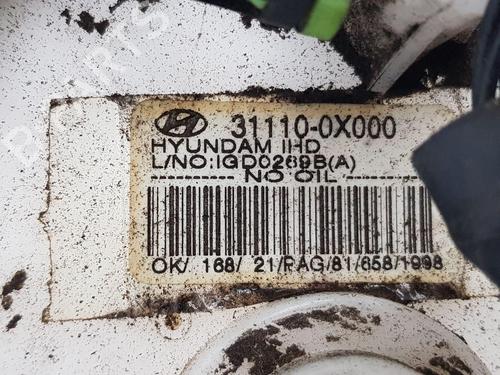 31110-0X000
HYUNDAM IHD
L/NO:IGD0269B(A)
NO OIL
OK/ 168/ 21/PAG/81/658/1998